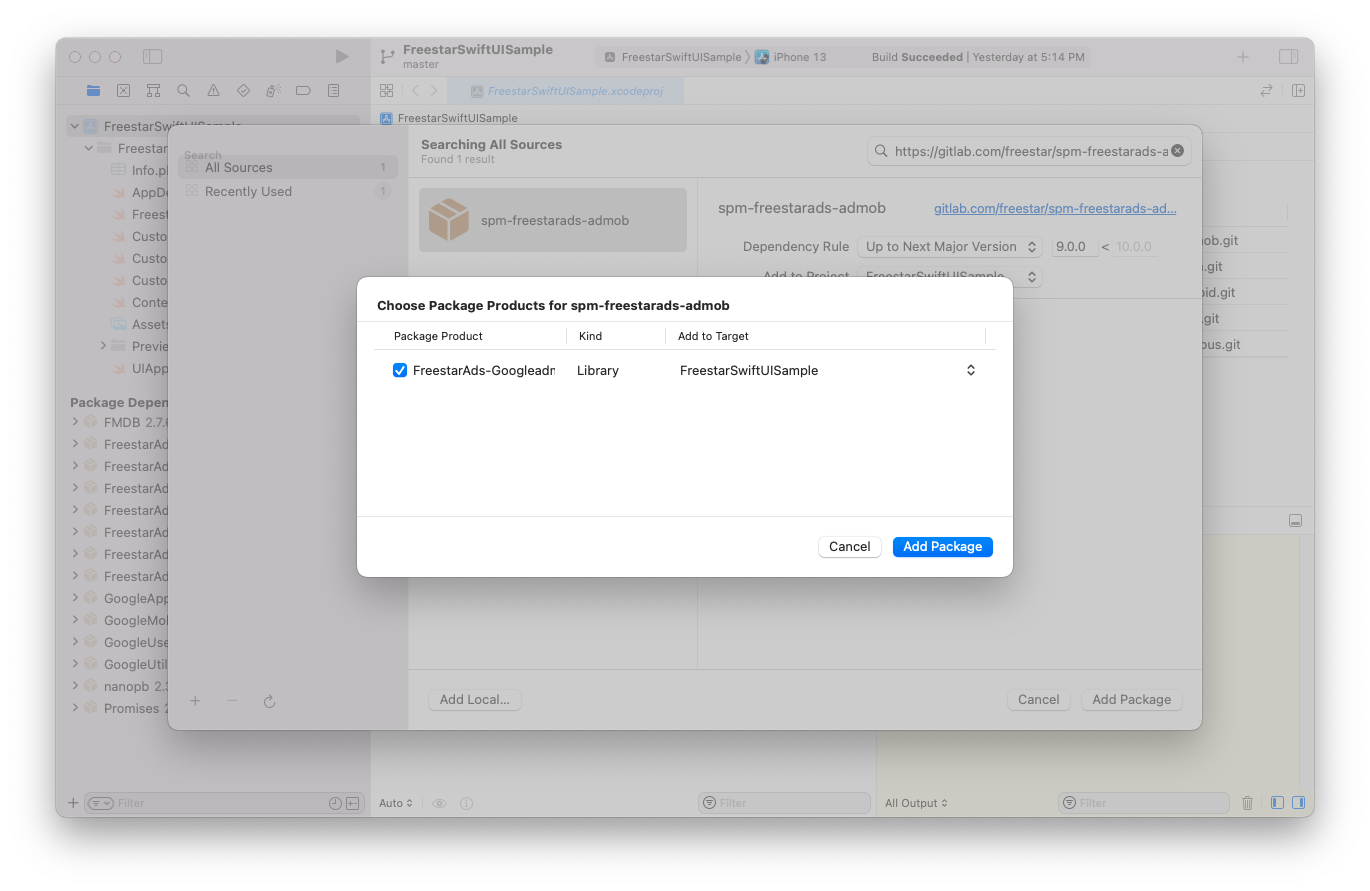 FreestarSwiftUISample
master
FreestarSwiftUISample
iPhone 13
Build Succeeded | Yesterday at 5:14 PM
FreestarSwiftUISample.xcodeproj
FreestarSwiftUISample
FreestarSwiftUISample
Freestar
Info.pl
AppDe
Freest
Custo
Custo
Custo
Conte
Assets
Previe
UIApp
Package Depen
FMDB 2.7.6
FreestarAd
FreestarAd
FreestarAd
FreestarAd
FreestarAd
FreestarAd
FreestarAd
GoogleApp
GoogleMol
GoogleUse
GoogleUtil
nanopb 2.3
Promises 2
Filter
Search
All Sources 1
Recently Used 1
Searching All Sources
Found 1 result
https://gitlab.com/freestar/spm-freestarads-a
spm-freestarads-admob
spm-freestarads-admob
gitlab.com/freestar/spm-freestarads-ad...
Dependency Rule Up to Next Major Version 9.0.0 < 10.0.0
Add to Project FreestarSwiftUISample
ob.git
.git
bid.git
.git
ous.git
Choose Package Products for spm-freestarads-admob
Package Product Kind Add to Target
FreestarAds-Googleadn Library FreestarSwiftUISample
Cancel Add Package
Add Local... Cancel Add Package
Auto Filter All Output Filter